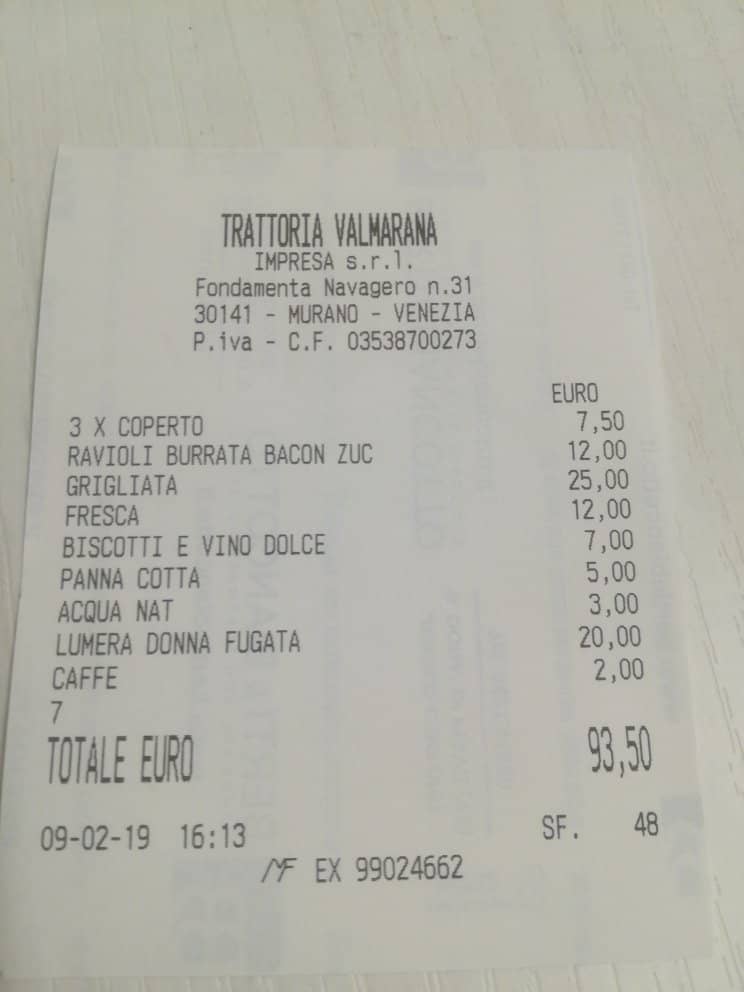 TRATTORIA VALMARANA
IMPRESA s.r.l.
Fondamenta Navagero n.31
30141 - MURANO - VENEZIA
P.iva - C.F. 03538700273
EURO
3 X COPERTO 7,50
RAVIOLI BURRATA BACON ZUC 12,00
GRIGLIATA 25,00
FRESCA 12,00
BISCOTTI E VINO DOLCE 7,00
PANNA COTTA 5,00
ACQUA NAT 3,00
LUMERA DONNA FUGATA 20,00
CAFFE 2,00
7
TOTALE EURO 93,50
09-02-19 16:13 SF. 48
MF EX 99024662